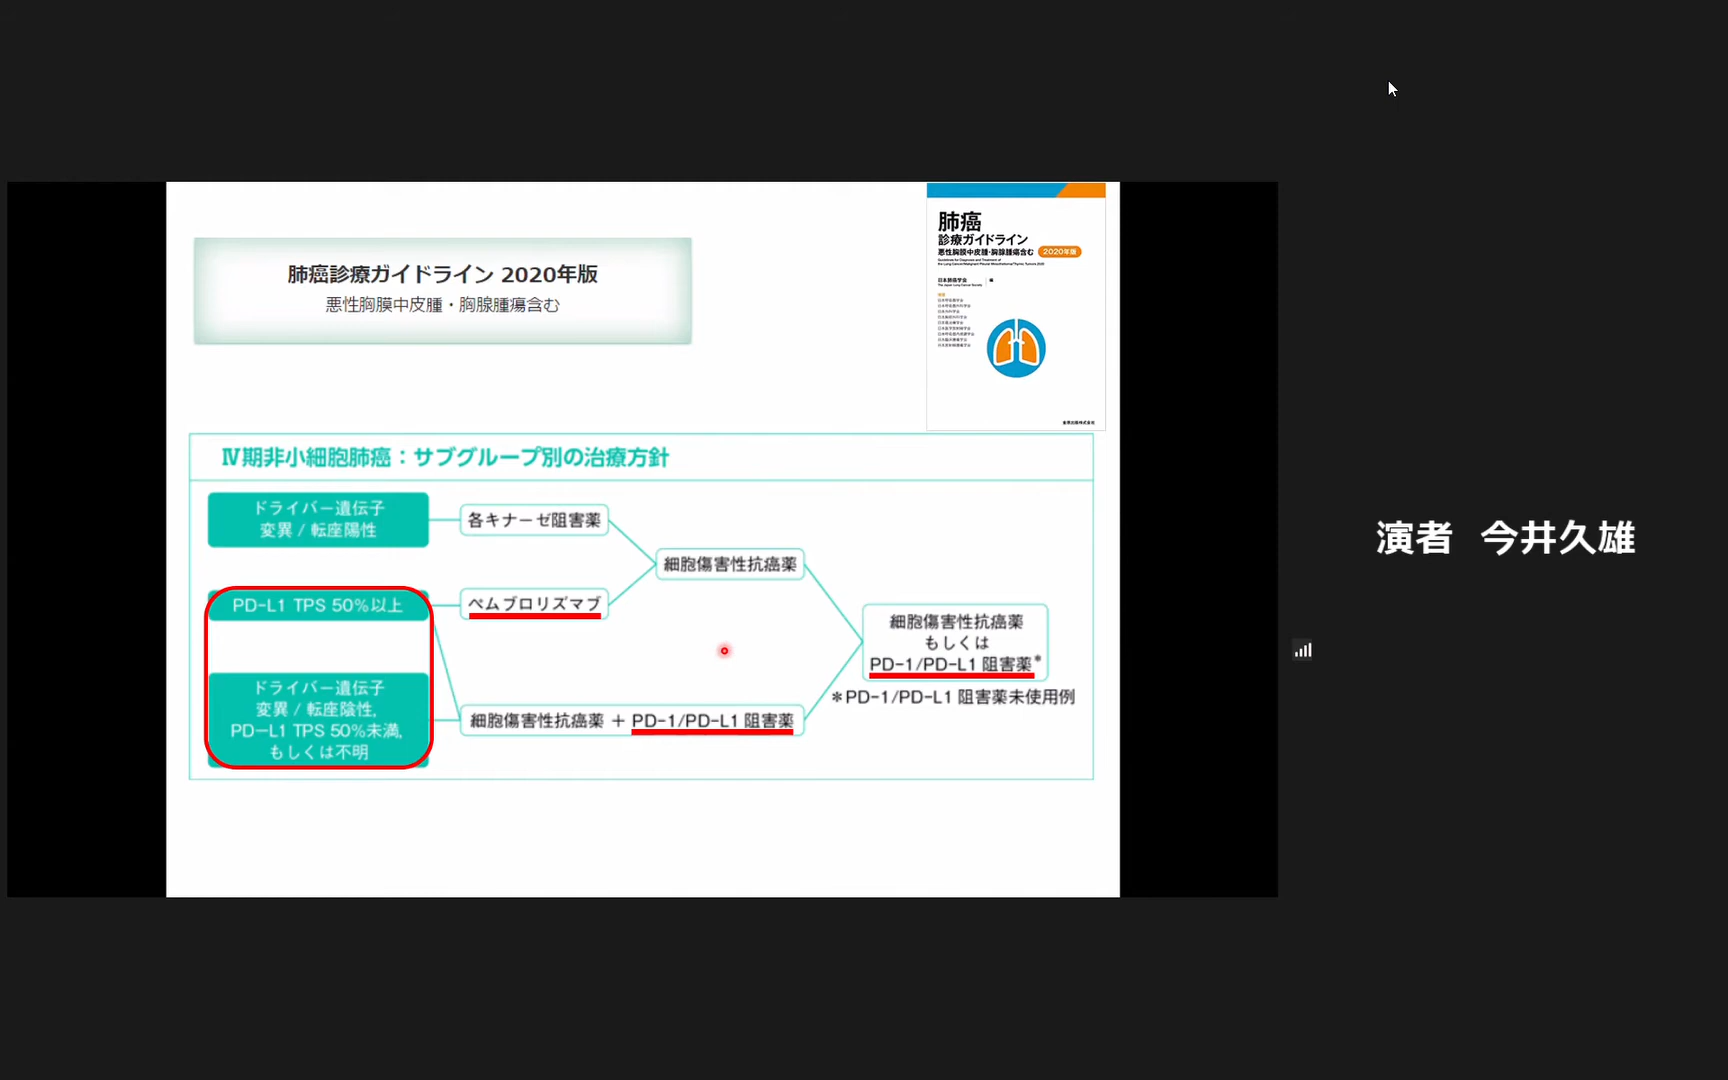 肺癌診療ガイドライン 2020年版
悪性胸膜中皮腫・胸腺腫瘍含む
肺癌
診療ガイドライン
悪性胸膜中皮腫・胸腺腫瘍含む 2020年版
日本肺癌学会 編
金原出版株式会社
Ⅳ期非小細胞肺癌：サブグループ別の治療方針
ドライバー遺伝子
変異 / 転座陽性
各キナーゼ阻害薬
細胞傷害性抗癌薬
PD-L1 TPS 50%以上
ペムブロリズマブ
細胞傷害性抗癌薬
もしくは
PD-1/PD-L1 阻害薬*
*PD-1/PD-L1 阻害薬未使用例
ドライバー遺伝子
変異 / 転座陰性,
PD-L1 TPS 50%未満,
もしくは不明
細胞傷害性抗癌薬 + PD-1/PD-L1 阻害薬
演者 今井久雄